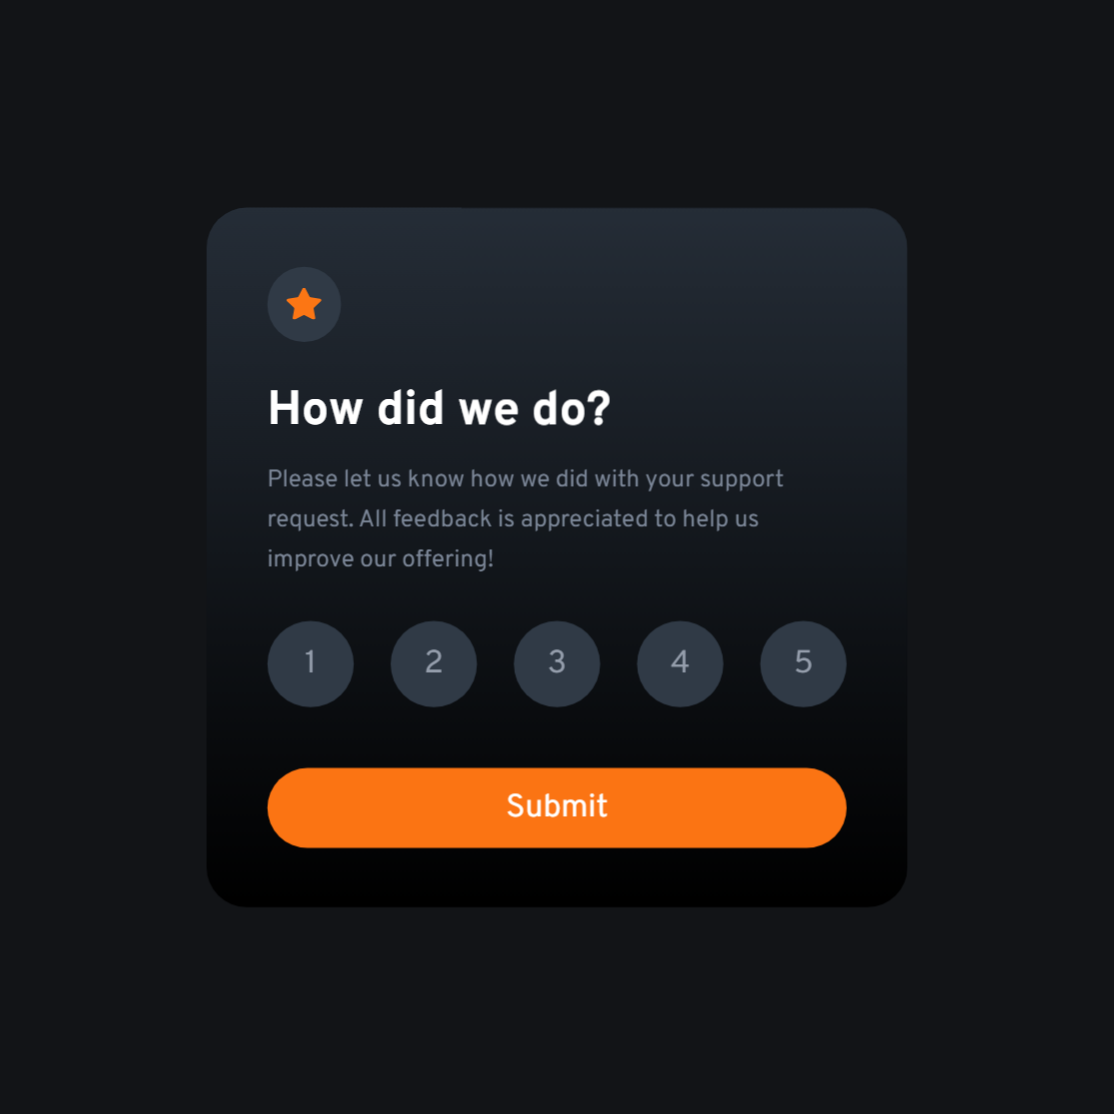 How did we do?
Please let us know how we did with your support
request. All feedback is appreciated to help us
improve our offering!
1 2 3 4 5
Submit